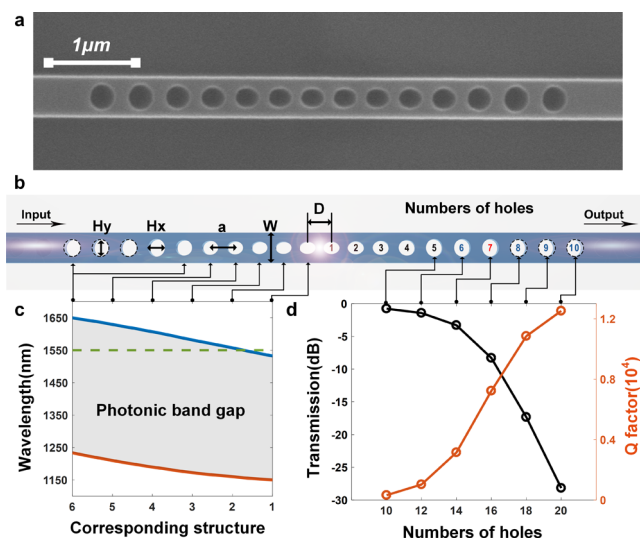 a
1μm
b
Input
Hy
Hx
a
W
D
Numbers of holes
Output
1 2 3 4 5 6 7 8 9 10
c
Wavelength(nm)
1650
1550
1450
1350
1250
1150
Photonic band gap
6 5 4 3 2 1
Corresponding structure
d
Transmission(dB)
0
-5
-10
-15
-20
-25
-30
10 12 14 16 18 20
Numbers of holes
1.2
0.8
0.4
0
Q factor(10⁴)